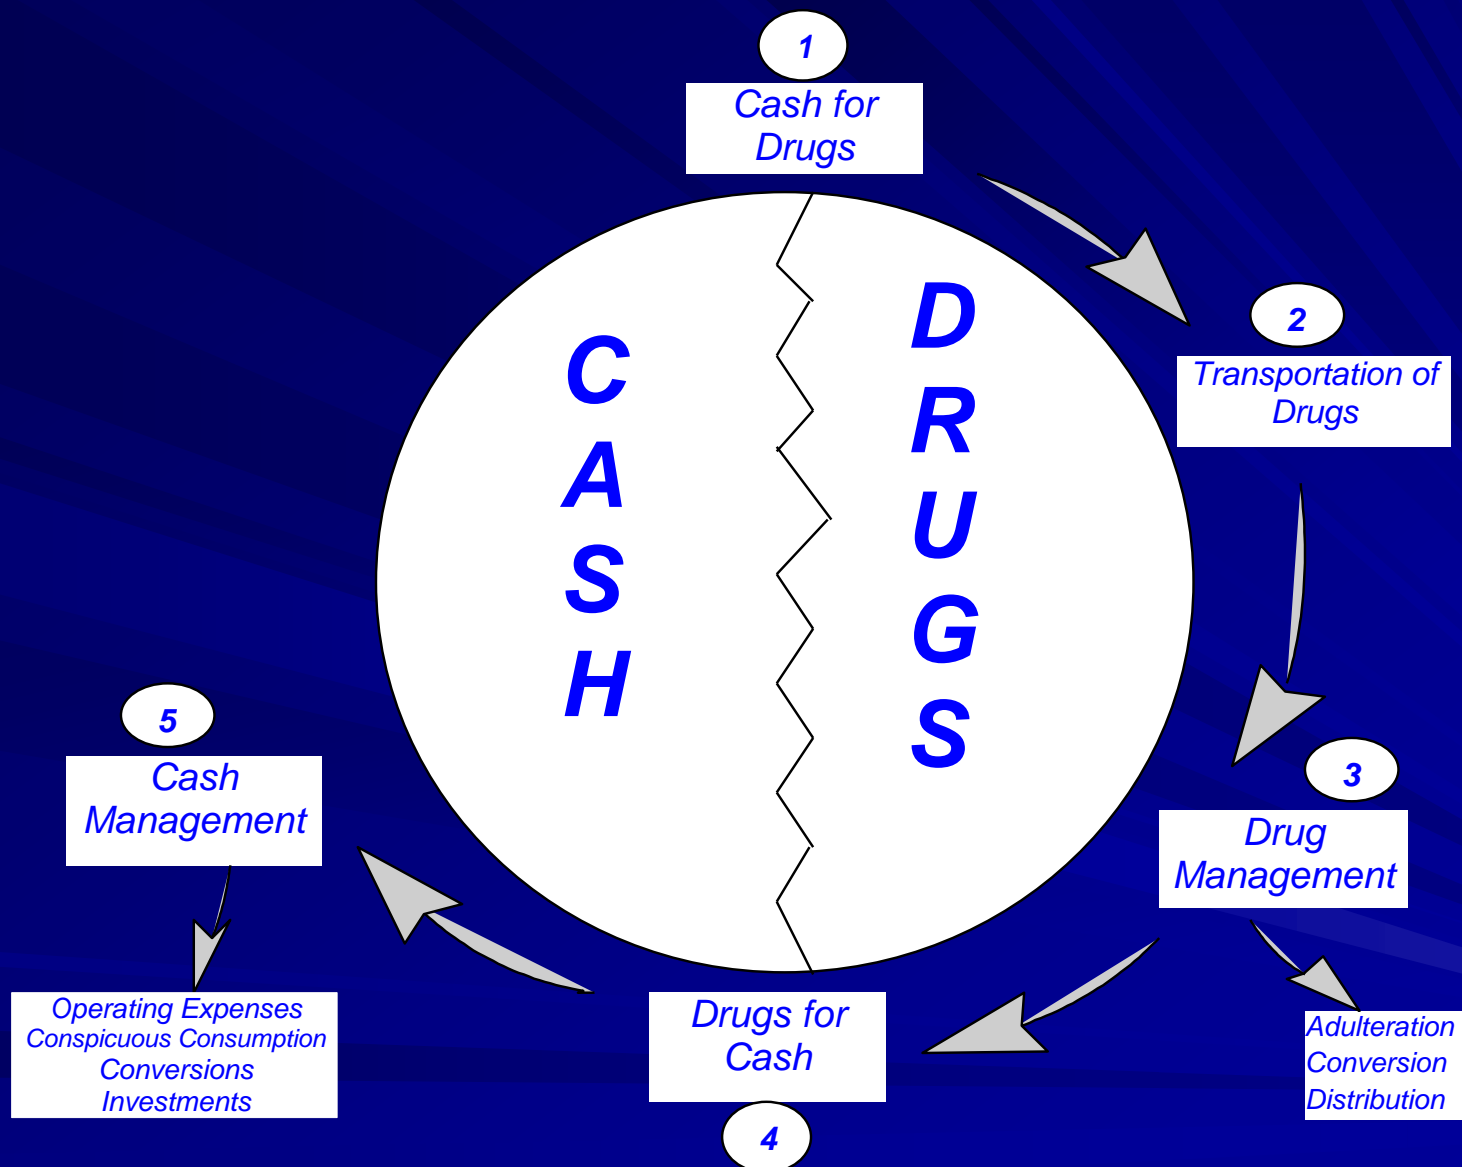 1
Cash for
Drugs
2
Transportation of
Drugs
3
Drug
Management
Adulteration
Conversion
Distribution
4
Drugs for
Cash
5
Cash
Management
Operating Expenses
Conspicuous Consumption
Conversions
Investments
C
A
S
H
D
R
U
G
S